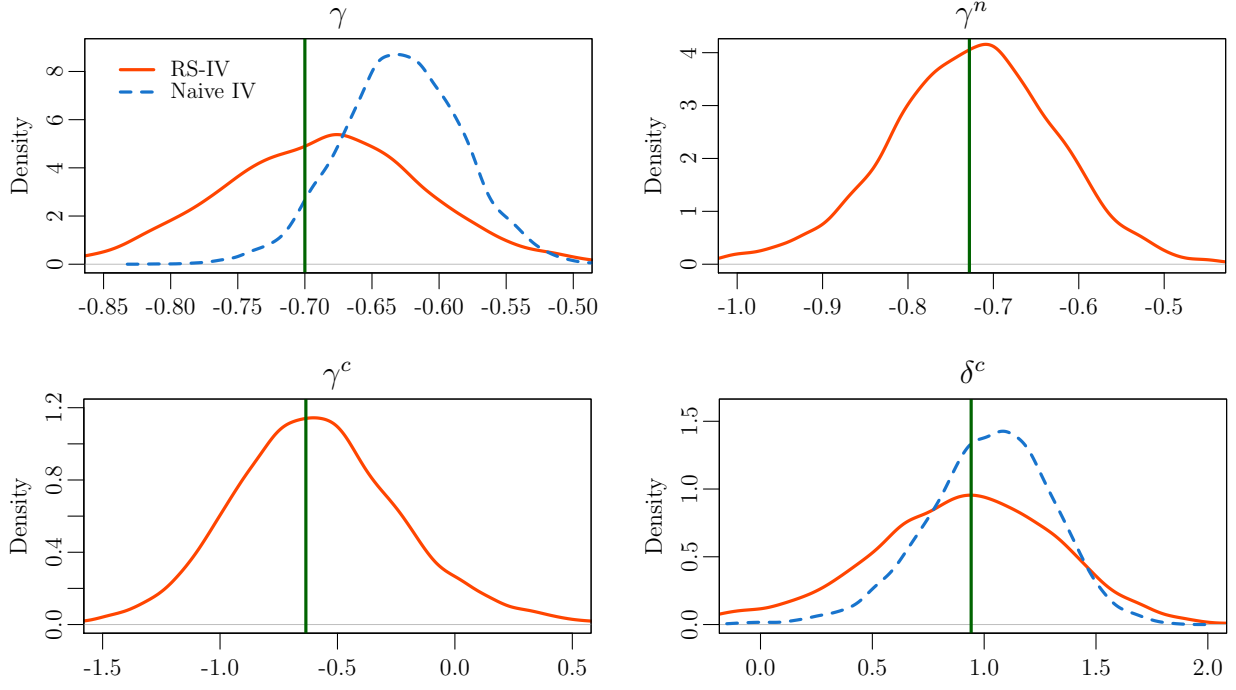 γ
RS-IV
Naive IV
Density
0 2 4 6 8
-0.85 -0.80 -0.75 -0.70 -0.65 -0.60 -0.55 -0.50
γⁿ
Density
0 1 2 3 4
-1.0 -0.9 -0.8 -0.7 -0.6 -0.5
γᶜ
Density
0.0 0.4 0.8 1.2
-1.5 -1.0 -0.5 0.0 0.5
δᶜ
Density
0.0 0.5 1.0 1.5
0.0 0.5 1.0 1.5 2.0